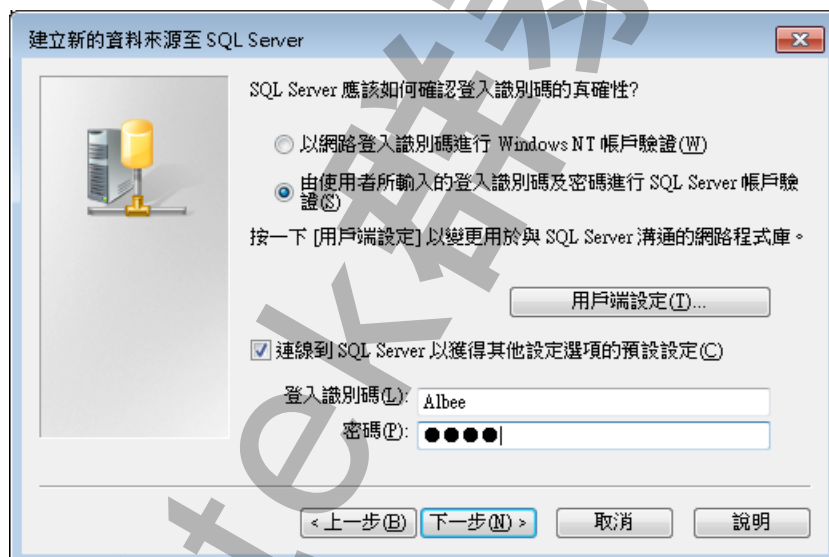 建立新的資料來源至 SQL Server
SQL Server 應該如何確認登入識別碼的真確性?
以網路登入識別碼進行 Windows NT 帳戶驗證(W)
由使用者所輸入的登入識別碼及密碼進行 SQL Server 帳戶驗
證(S)
按一下 [用戶端設定] 以變更用於與 SQL Server 溝通的網路程式庫。
用戶端設定(T)...
連線到 SQL Server 以獲得其他設定選項的預設設定(C)
登入識別碼(L): Albee
密碼(P): ●●●●
< 上一步(B) 下一步(N) > 取消 說明
tek群